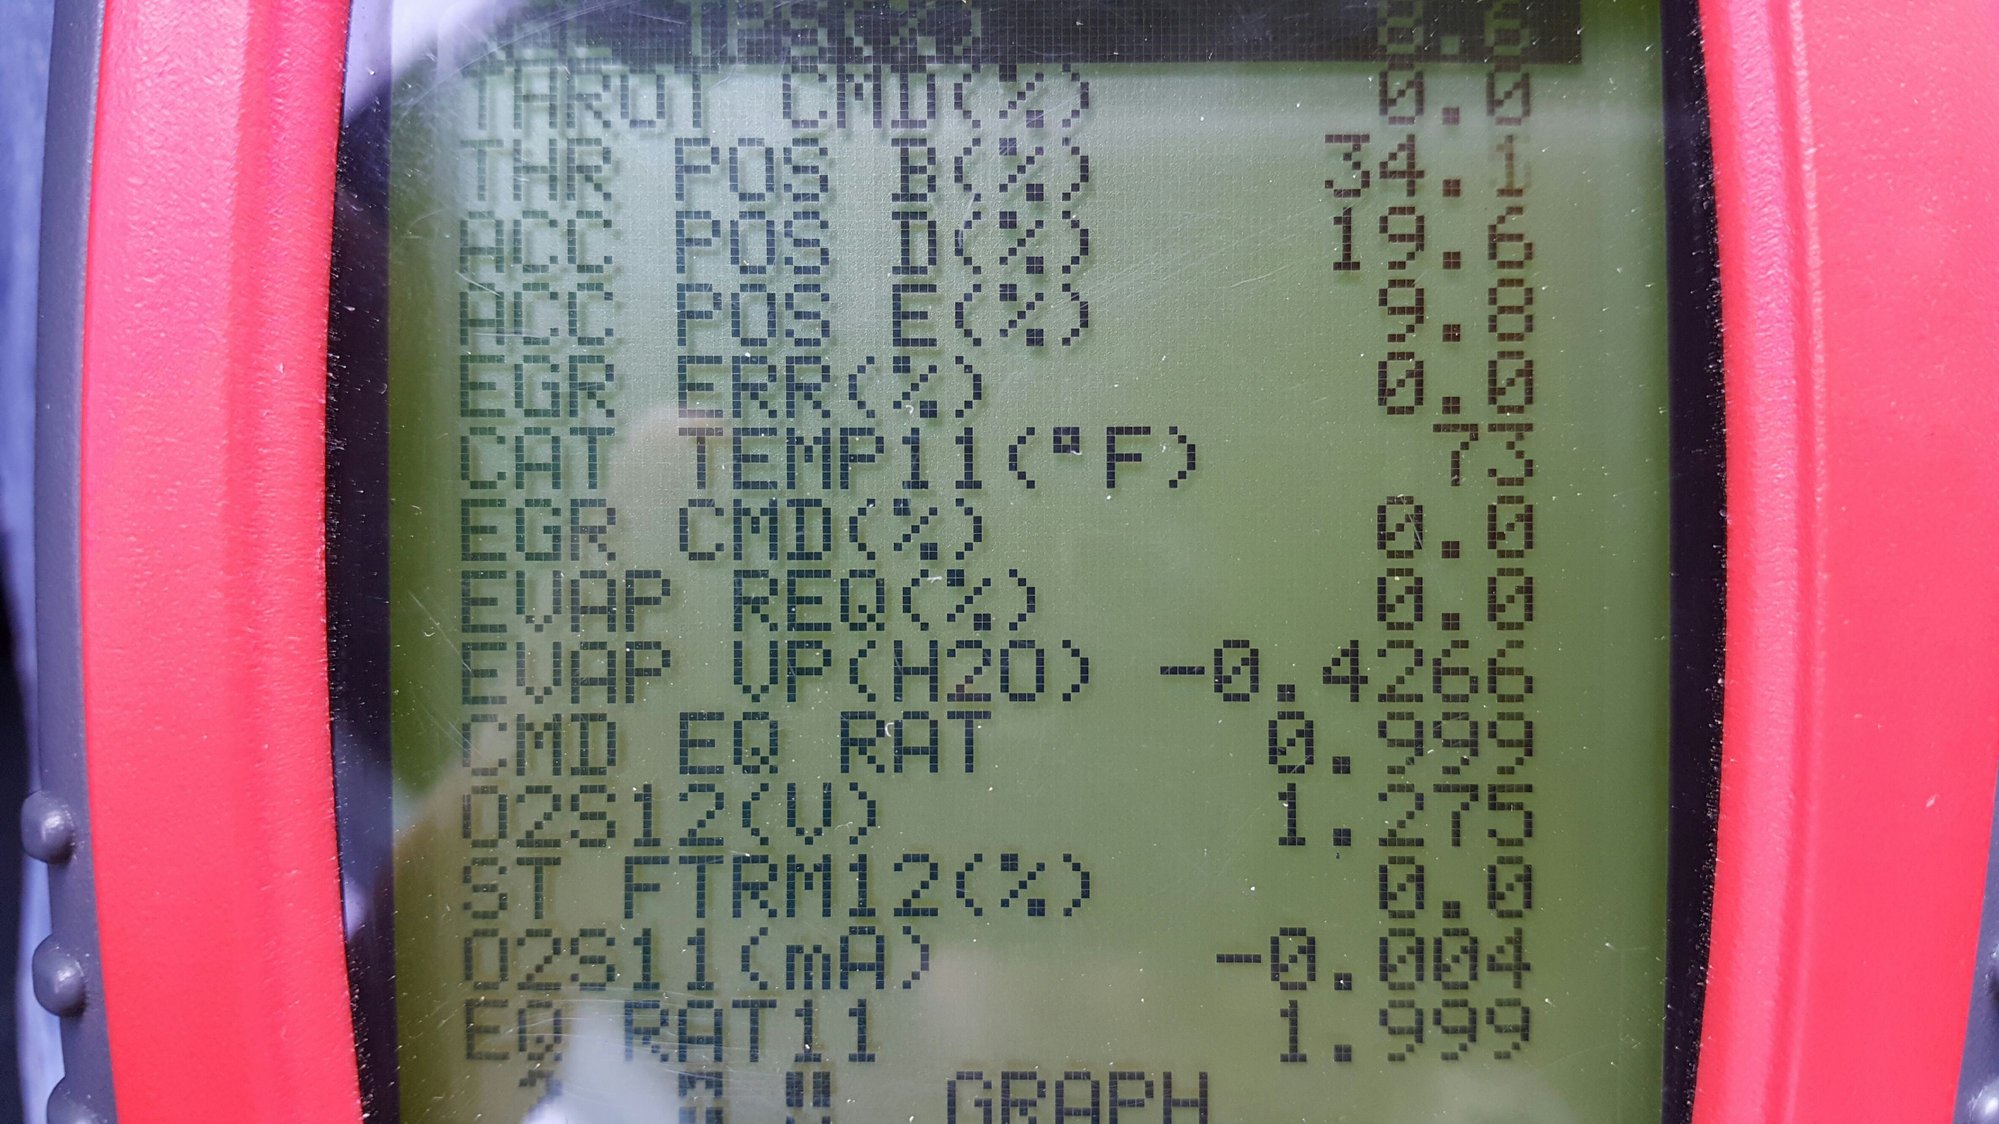 TPS(%) 8.6
TAROT CMD(%) 0.0
THR POS B(%) 34.1
ACC POS D(%) 19.6
ACC POS E(%) 9.8
EGR ERR(%) 0.0
CAT TEMP11(°F) 73
EGR CMD(%) 0.0
EVAP REQ(%) 0.0
EVAP VP(H2O) -0.4266
CMD EQ RAT 0.999
O2S12(V) 1.275
ST FTRM12(%) 0.0
O2S11(mA) -0.004
EQ RAT11 1.999
GRAPH